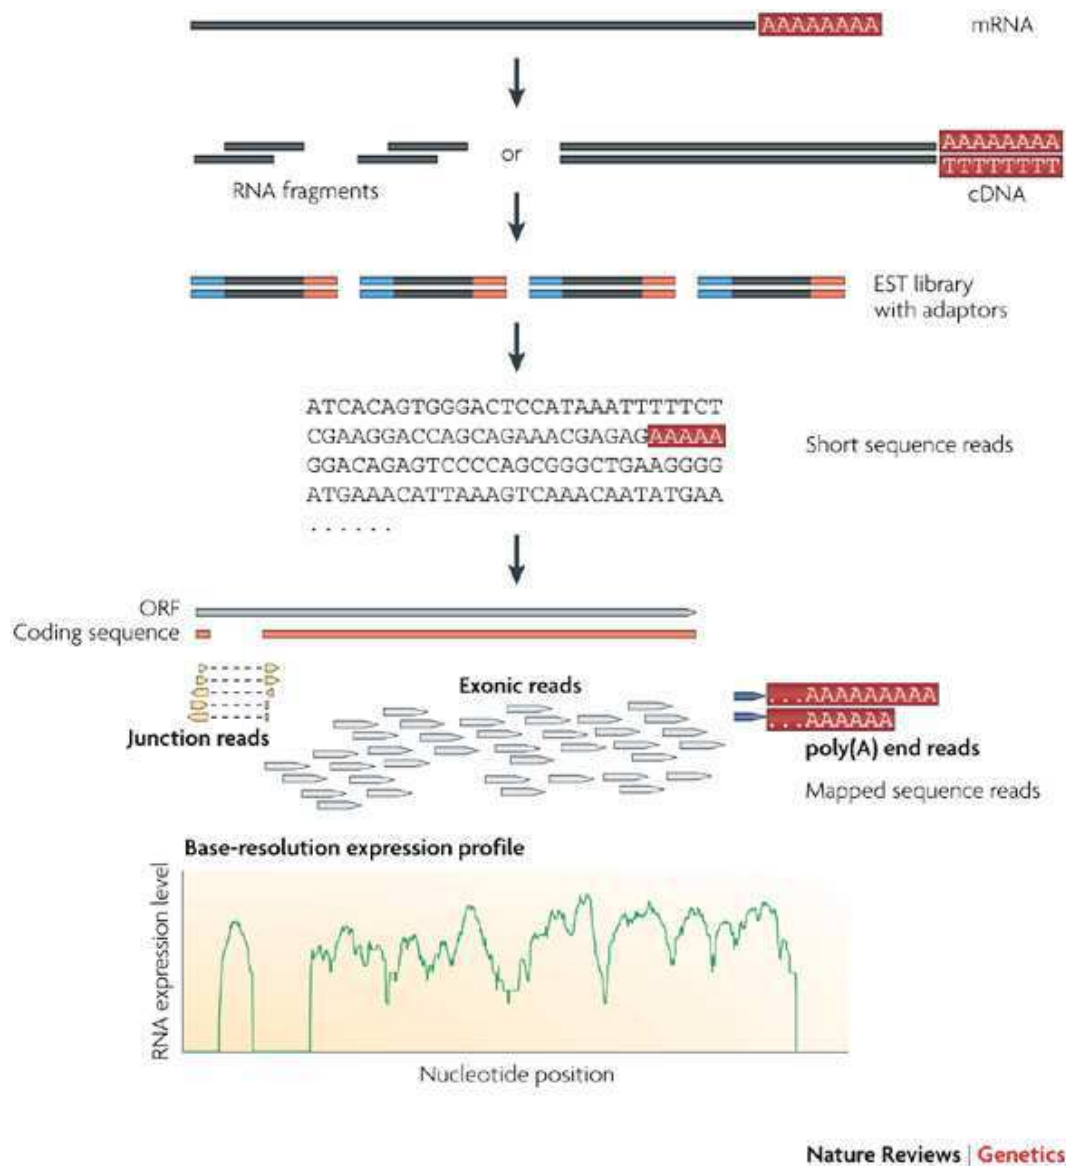 AAAAAAAA mRNA
or
AAAAAAAA
TTTTTTTT
RNA fragments
cDNA
EST library
with adaptors
ATCACAGTGGGACTCCATAAATTTTTCT
CGAAGGACCAGCAGAAACGAGAGAAAAA
GGACAGAGTCCCCAGCGGGCTGAAGGGG
ATGAAACATTAAAGTCAAACAATATGAA
. . . . . .
Short sequence reads
ORF
Coding sequence
Junction reads
Exonic reads
...AAAAAAAAA
...AAAAAA
poly(A) end reads
Mapped sequence reads
Base-resolution expression profile
RNA expression level
Nucleotide position
Nature Reviews | Genetics